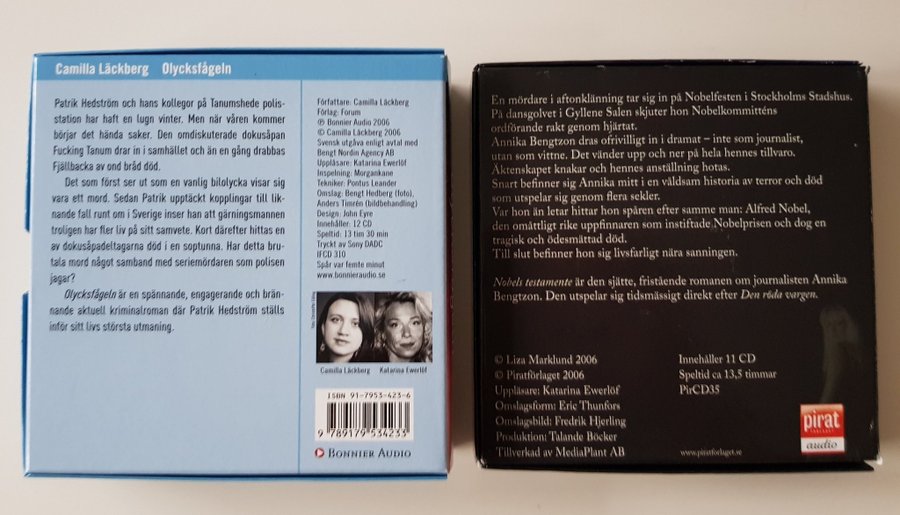 Camilla Läckberg Olycksfågeln
Patrik Hedström och hans kollegor på Tanumshede polis-
station har haft en lugn vinter. Men när våren kommer
börjar det hända saker. Den omdiskuterade dokusåpan
Fucking Tanum drar in i samhället och än en gång drabbas
Fjällbacka av ond bråd död.
Det som först ser ut som en vanlig bilolycka visar sig
vara ett mord. Sedan Patrik upptäckt kopplingar till lik-
nande fall runt om i Sverige inser han att gärningsmannen
troligen har fler liv på sitt samvete. Kort därefter hittas en
av dokusåpadeltagarna död i en soptunna. Har detta bru-
tala mord något samband med seriemördaren som polisen
jagar?
Olycksfågeln är en spännande, engagerande och brän-
nande aktuell kriminalroman där Patrik Hedström ställs
inför sitt livs största utmaning.
Författare: Camilla Läckberg
Förlag: Forum
℗ Bonnier Audio 2006
© Camilla Läckberg 2006
Svensk utgåva enligt avtal med
Bengt Nordin Agency AB
Uppläsare: Katarina Ewerlöf
Inspelning: Morgankane
Tekniker: Pontus Leander
Omslag: Bengt Hedberg (foto),
Anders Timrén (bildbehandling)
Design: John Eyre
Innehåller: 12 CD
Speltid: 13 tim 30 min
Tryckt av Sony DADC
IFCD 310
Spår var femte minut
www.bonnieraudio.se
Camilla Läckberg Katarina Ewerlöf
ISBN 91-7953-423-6
9 789179 534233
BONNIER AUDIO
En mördare i aftonklänning tar sig in på Nobelfesten i Stockholms Stadshus.
På dansgolvet i Gyllene Salen skjuter hon Nobelkommitténs
ordförande rakt genom hjärtat.
Annika Bengtzon dras ofrivilligt in i dramat – inte som journalist,
utan som vittne. Det vänder upp och ner på hela hennes tillvaro.
Äktenskapet knakar och hennes anställning hotas.
Snart befinner sig Annika mitt i en våldsam historia av terror och död
som utspelar sig genom flera sekler.
Var hon än letar hittar hon spåren efter samme man: Alfred Nobel,
den omåttligt rike uppfinnaren som instiftade Nobelprisen och dog en
tragisk och ödesmättad död.
Till slut befinner hon sig livsfarligt nära sanningen.
Nobels testamente är den sjätte, fristående romanen om journalisten Annika
Bengtzon. Den utspelar sig tidsmässigt direkt efter Den röda vargen.
© Liza Marklund 2006
℗ Piratförlaget 2006
Uppläsare: Katarina Ewerlöf
Omslagsform: Eric Thunfors
Omslagsbild: Fredrik Hjerling
Produktion: Talande Böcker
Tillverkad av MediaPlant AB
Innehåller 11 CD
Speltid ca 13,5 timmar
PirCD35
www.piratforlaget.se
pirat
FÖRLAGET
audio